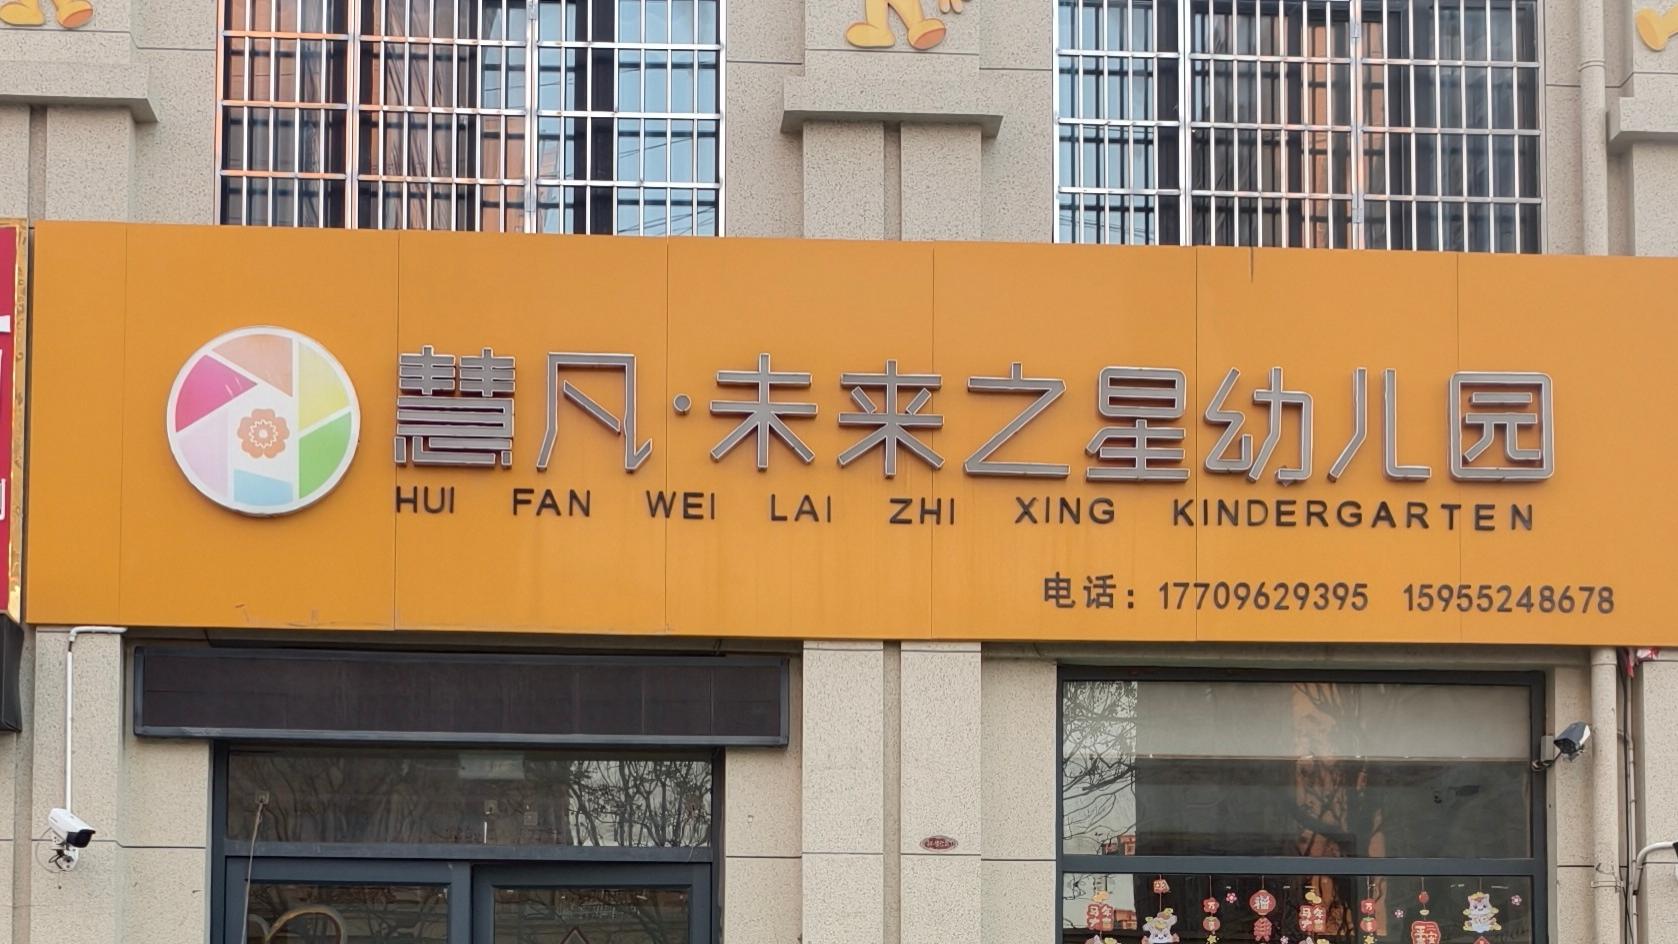 慧凡·未来之星幼儿园
HUI FAN WEI LAI ZHI XING KINDERGARTEN
电话：17709629395 15955248678